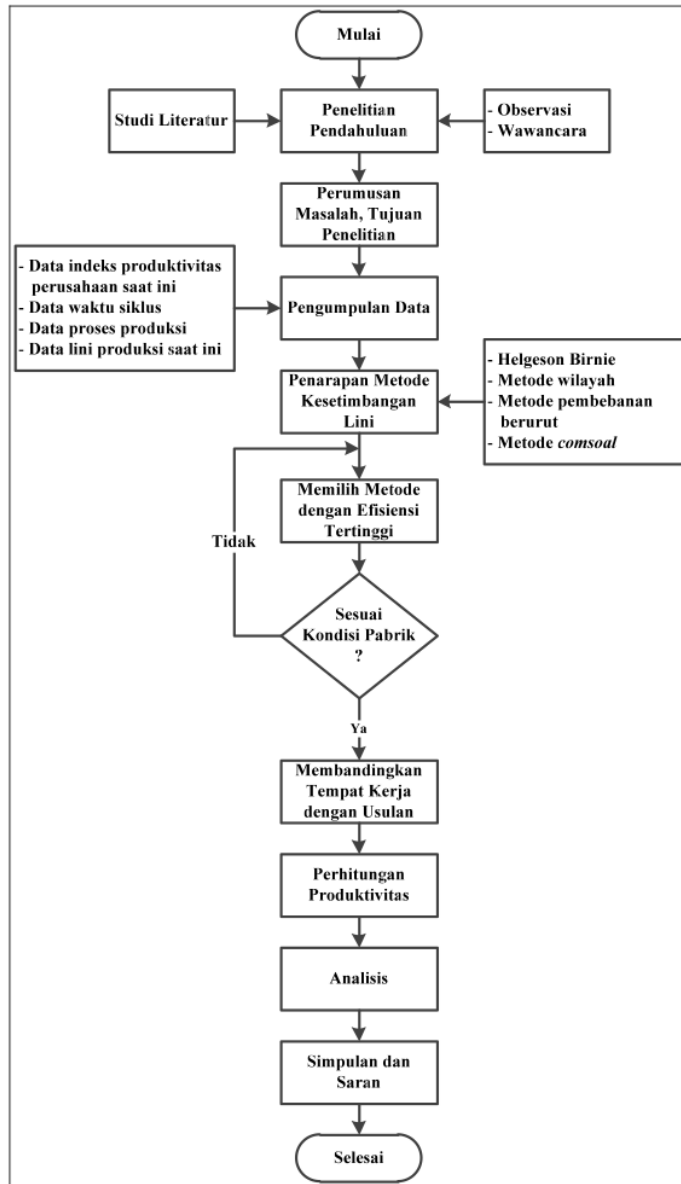 Mulai
Studi Literatur
Penelitian
Pendahuluan
- Observasi
- Wawancara
Perumusan
Masalah, Tujuan
Penelitian
- Data indeks produktivitas
perusahaan saat ini
- Data waktu siklus
- Data proses produksi
- Data lini produksi saat ini
Pengumpulan Data
Penarapan Metode
Kesetimbangan
Lini
- Helgeson Birnie
- Metode wilayah
- Metode pembebanan
berurut
- Metode comsoal
Memilih Metode
dengan Efisiensi
Tertinggi
Tidak
Sesuai
Kondisi Pabrik
?
Ya
Membandingkan
Tempat Kerja
dengan Usulan
Perhitungan
Produktivitas
Analisis
Simpulan dan
Saran
Selesai